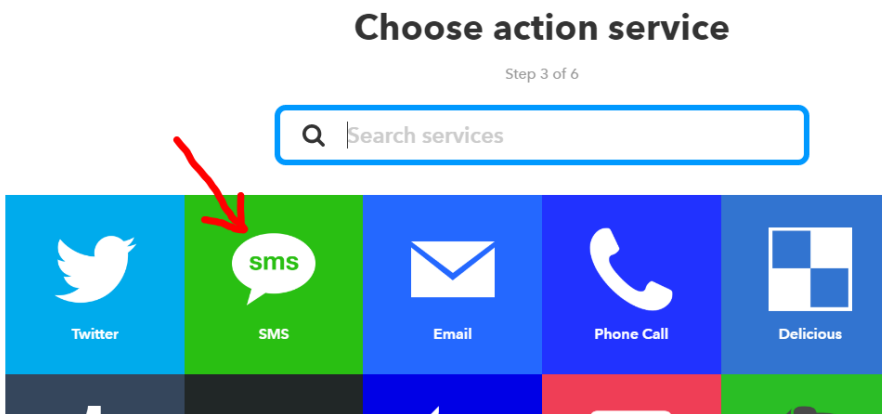 Choose action service
Step 3 of 6
Search services
sms
Twitter
SMS
Email
Phone Call
Delicious